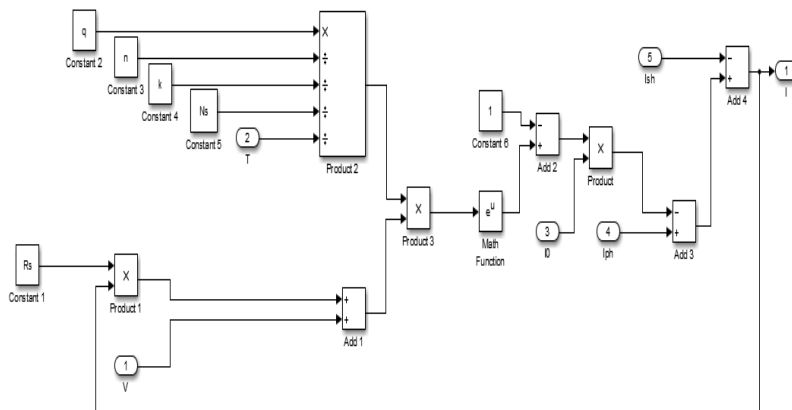 q
Constant 2
n
Constant 3
k
Constant 4
Ns
Constant 5
2
T
×
÷
÷
÷
÷
Product 2
5
Ish
−
+
Add 4
1
I
1
Constant 6
−
+
Add 2
×
Product
×
Product 3
e^u
Math
Function
3
I0
4
Iph
−
+
Add 3
Rs
Constant 1
×
Product 1
+
+
Add 1
1
V